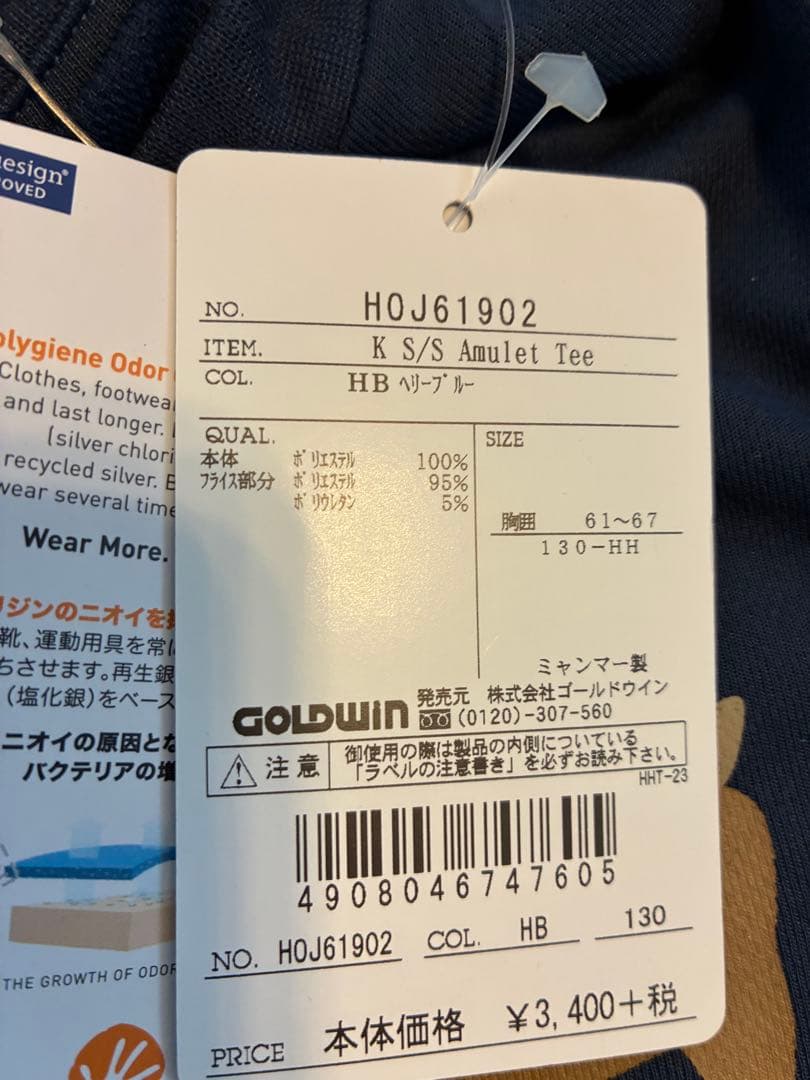 esign®
OVED
olygiene Odor
Clothes, footwea
and last longer.
(silver chlori
recycled silver. B
wear several time
Wear More.
リジンのニオイを
靴、運動用具を常に
ちさせます。再生銀
(塩化銀)をベース
ニオイの原因とな
バクテリアの増
THE GROWTH OF ODOR
NO. HOJ61902
ITEM. K S/S Amulet Tee
COL. HB ヘリーブルー
QUAL.
本体 ポリエステル 100%
フライス部分 ポリエステル 95%
ポリウレタン 5%
SIZE
胸囲 61~67
130-HH
ミャンマー製
GOLDWIN 発売元 株式会社ゴールドウイン
(0120)-307-560
注意 御使用の際は製品の内側についている
「ラベルの注意書き」を必ずお読み下さい。
HHT-23
4908046747605
NO. HOJ61902 COL. HB 130
PRICE 本体価格 ¥3,400+税